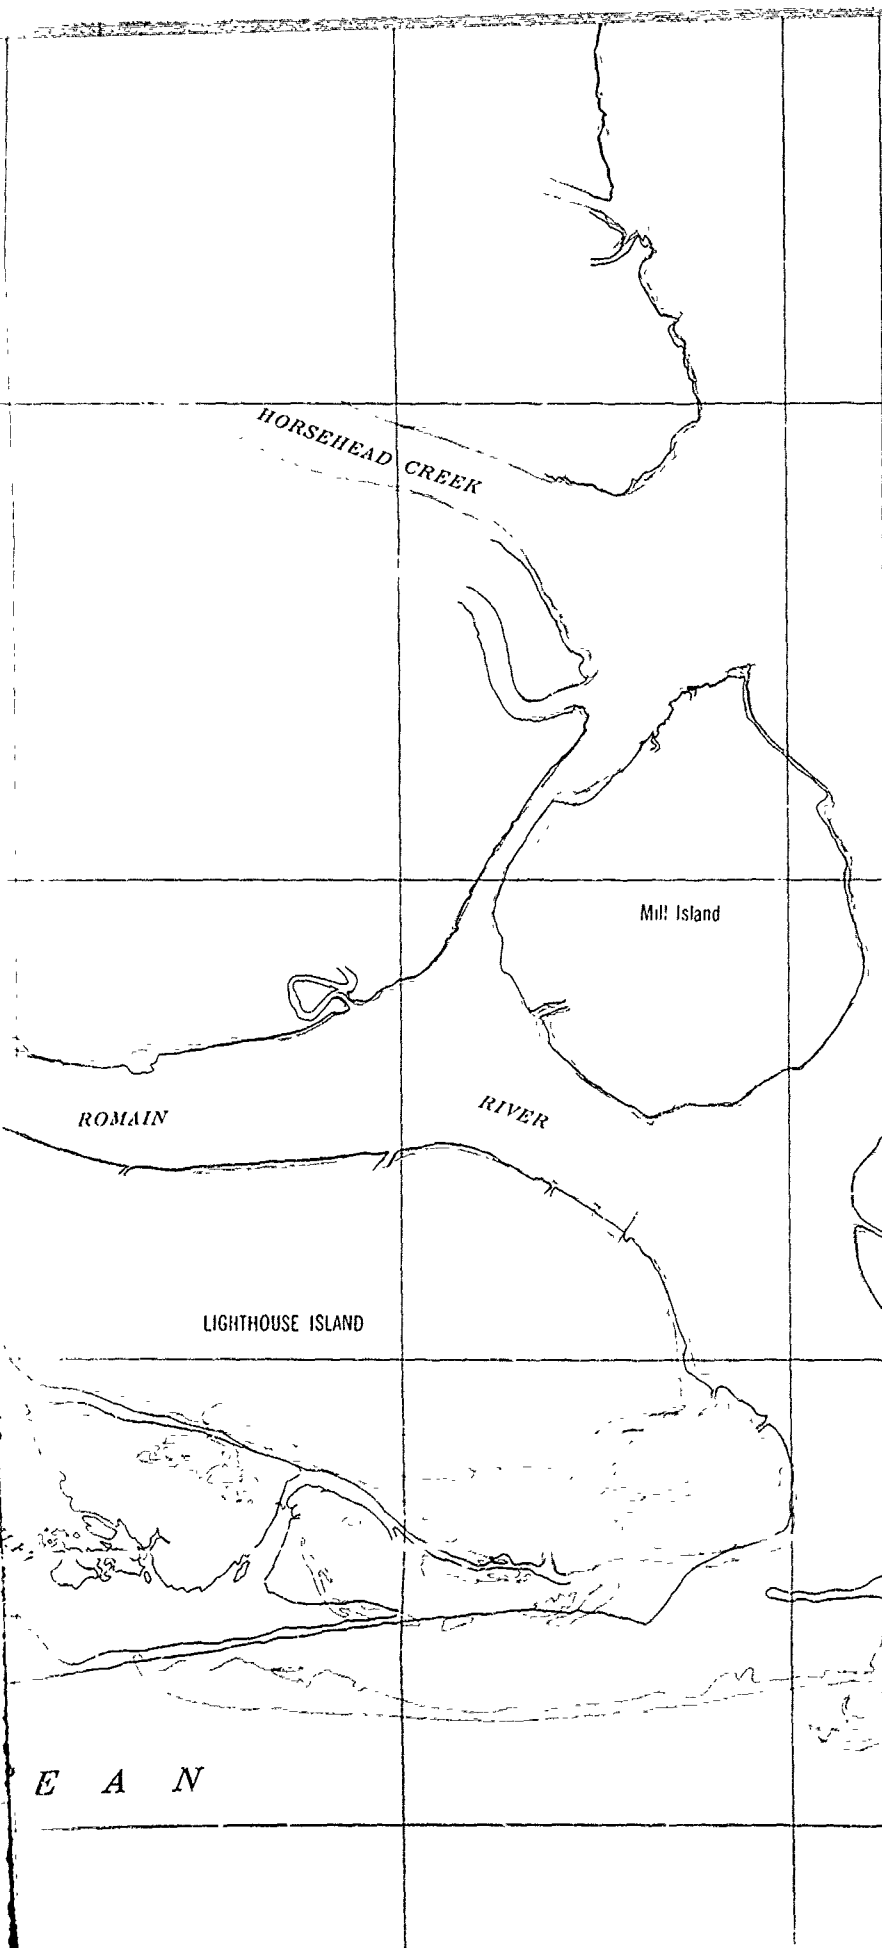 HORSEHEAD CREEK
Mill Island
ROMAIN RIVER
LIGHTHOUSE ISLAND
E A N